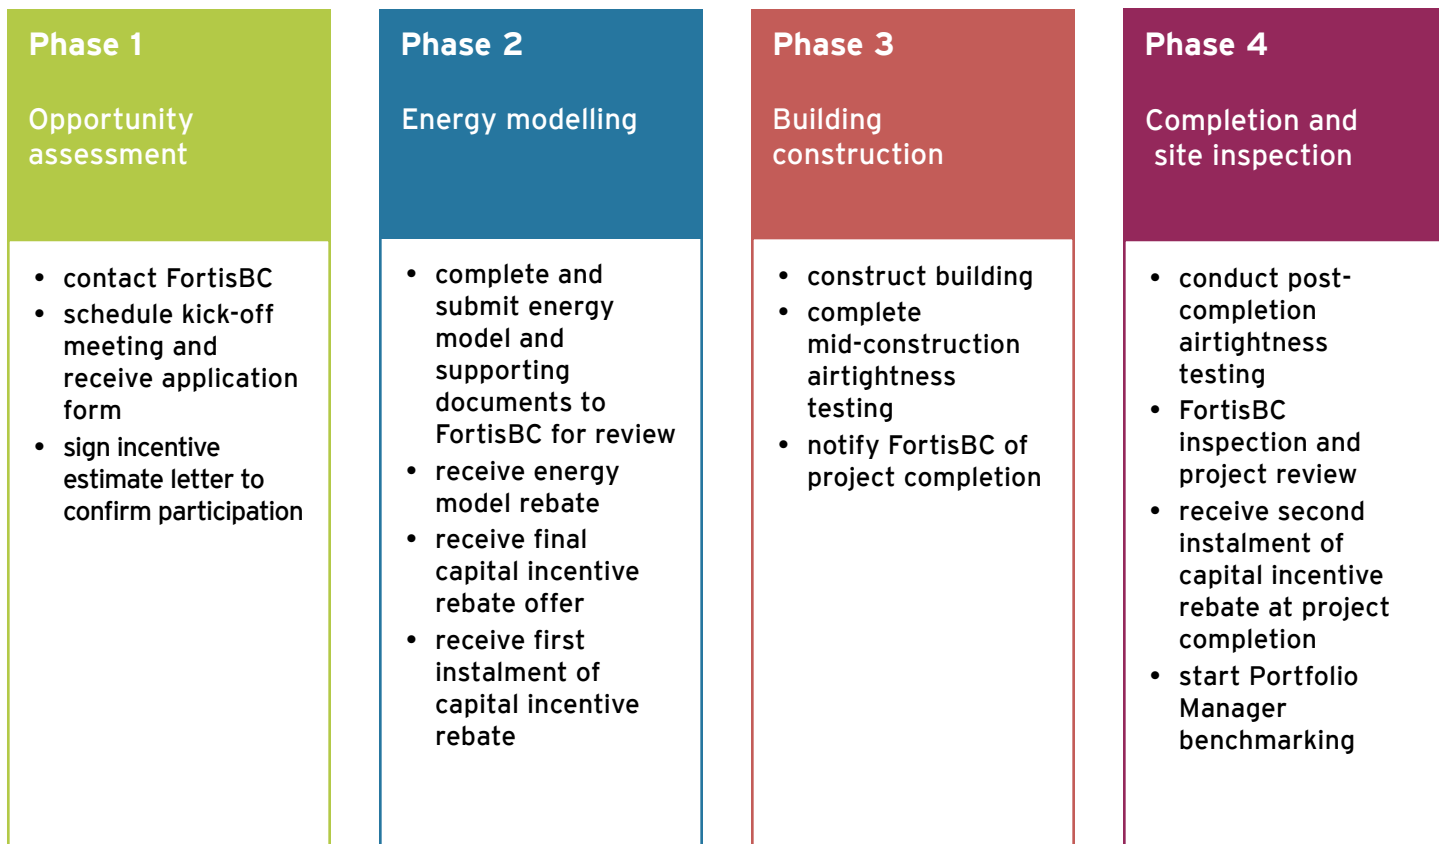 Phase 1
Opportunity
assessment
• contact FortisBC
• schedule kick-off
meeting and
receive application
form
• sign incentive
estimate letter to
confirm participation
Phase 2
Energy modelling
• complete and
submit energy
model and
supporting
documents to
FortisBC for review
• receive energy
model rebate
• receive final
capital incentive
rebate offer
• receive first
instalment of
capital incentive
rebate
Phase 3
Building
construction
• construct building
• complete
mid-construction
airtightness
testing
• notify FortisBC of
project completion
Phase 4
Completion and
site inspection
• conduct post-
completion
airtightness
testing
• FortisBC
inspection and
project review
• receive second
instalment of
capital incentive
rebate at project
completion
• start Portfolio
Manager
benchmarking